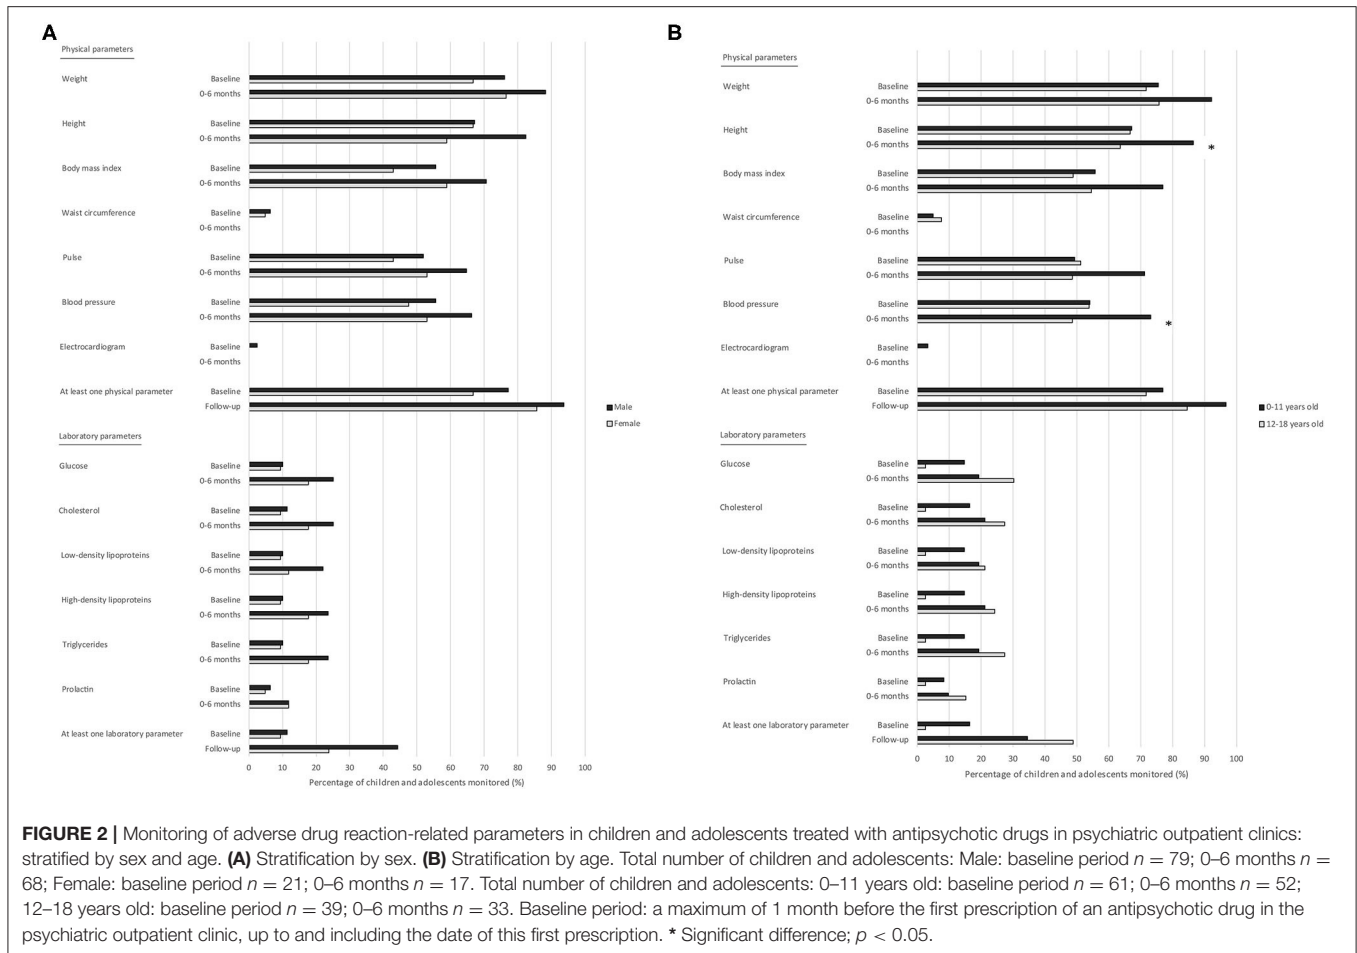 A
Physical parameters
Weight
Baseline
0-6 months
Height
Baseline
0-6 months
Body mass index
Baseline
0-6 months
Waist circumference
Baseline
0-6 months
Pulse
Baseline
0-6 months
Blood pressure
Baseline
0-6 months
Electrocardiogram
Baseline
0-6 months
At least one physical parameter
Baseline
Follow-up
Male
Female
Laboratory parameters
Glucose
Baseline
0-6 months
Cholesterol
Baseline
0-6 months
Low-density lipoproteins
Baseline
0-6 months
High-density lipoproteins
Baseline
0-6 months
Triglycerides
Baseline
0-6 months
Prolactin
Baseline
0-6 months
At least one laboratory parameter
Baseline
Follow-up
0 10 20 30 40 50 60 70 80 90 100
Percentage of children and adolescents monitored (%)
B
Physical parameters
Weight
Baseline
0-6 months
Height
Baseline
0-6 months
*
Body mass index
Baseline
0-6 months
Waist circumference
Baseline
0-6 months
Pulse
Baseline
0-6 months
Blood pressure
Baseline
0-6 months
*
Electrocardiogram
Baseline
0-6 months
At least one physical parameter
Baseline
Follow-up
0-11 years old
12-18 years old
Laboratory parameters
Glucose
Baseline
0-6 months
Cholesterol
Baseline
0-6 months
Low-density lipoproteins
Baseline
0-6 months
High-density lipoproteins
Baseline
0-6 months
Triglycerides
Baseline
0-6 months
Prolactin
Baseline
0-6 months
At least one laboratory parameter
Baseline
Follow-up
0 10 20 30 40 50 60 70 80 90 100
Percentage of children and adolescents monitored (%)
FIGURE 2 | Monitoring of adverse drug reaction-related parameters in children and adolescents treated with antipsychotic drugs in psychiatric outpatient clinics:
stratified by sex and age. (A) Stratification by sex. (B) Stratification by age. Total number of children and adolescents: Male: baseline period n = 79; 0–6 months n =
68; Female: baseline period n = 21; 0–6 months n = 17. Total number of children and adolescents: 0–11 years old: baseline period n = 61; 0–6 months n = 52;
12–18 years old: baseline period n = 39; 0–6 months n = 33. Baseline period: a maximum of 1 month before the first prescription of an antipsychotic drug in the
psychiatric outpatient clinic, up to and including the date of this first prescription. * Significant difference; p < 0.05.